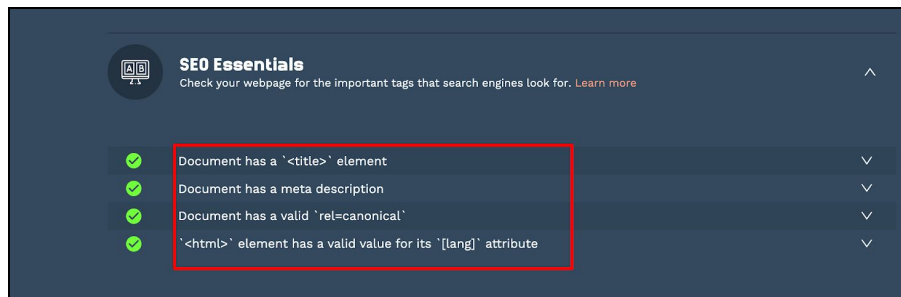 SEO Essentials
Check your webpage for the important tags that search engines look for. Learn more
Document has a `<title>` element
Document has a meta description
Document has a valid `rel=canonical`
`<html>` element has a valid value for its `[lang]` attribute